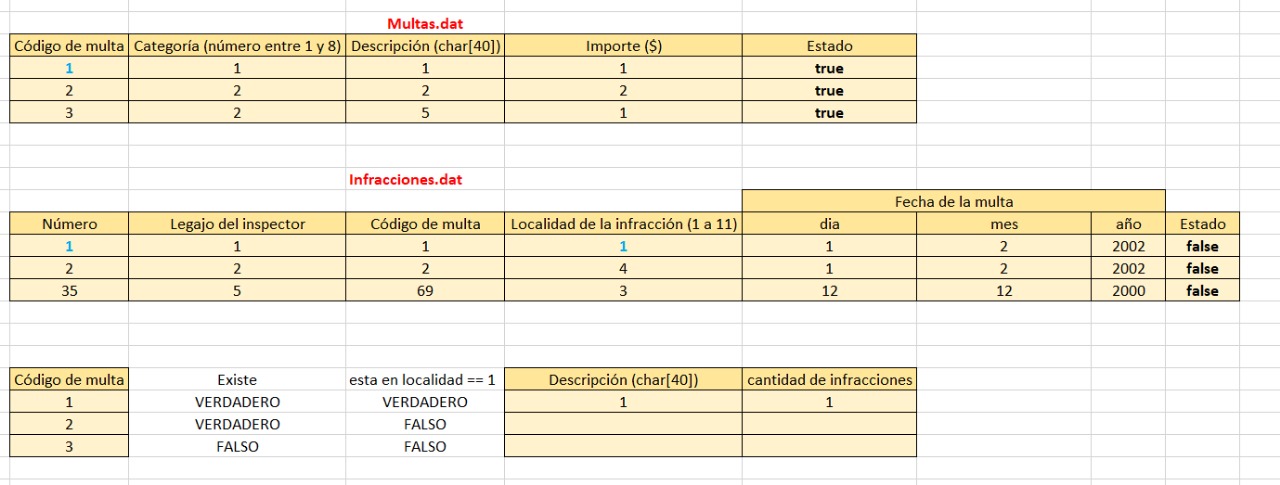 Multas.dat
Código de multa Categoría (número entre 1 y 8) Descripción (char[40]) Importe ($) Estado
1 1 1 1 true
2 2 2 2 true
3 2 5 1 true
Infracciones.dat
Fecha de la multa
Número Legajo del inspector Código de multa Localidad de la infracción (1 a 11) dia mes año Estado
1 1 1 1 1 2 2002 false
2 2 2 4 1 2 2002 false
35 5 69 3 12 12 2000 false
Código de multa Existe esta en localidad == 1 Descripción (char[40]) cantidad de infracciones
1 VERDADERO VERDADERO 1 1
2 VERDADERO FALSO
3 FALSO FALSO